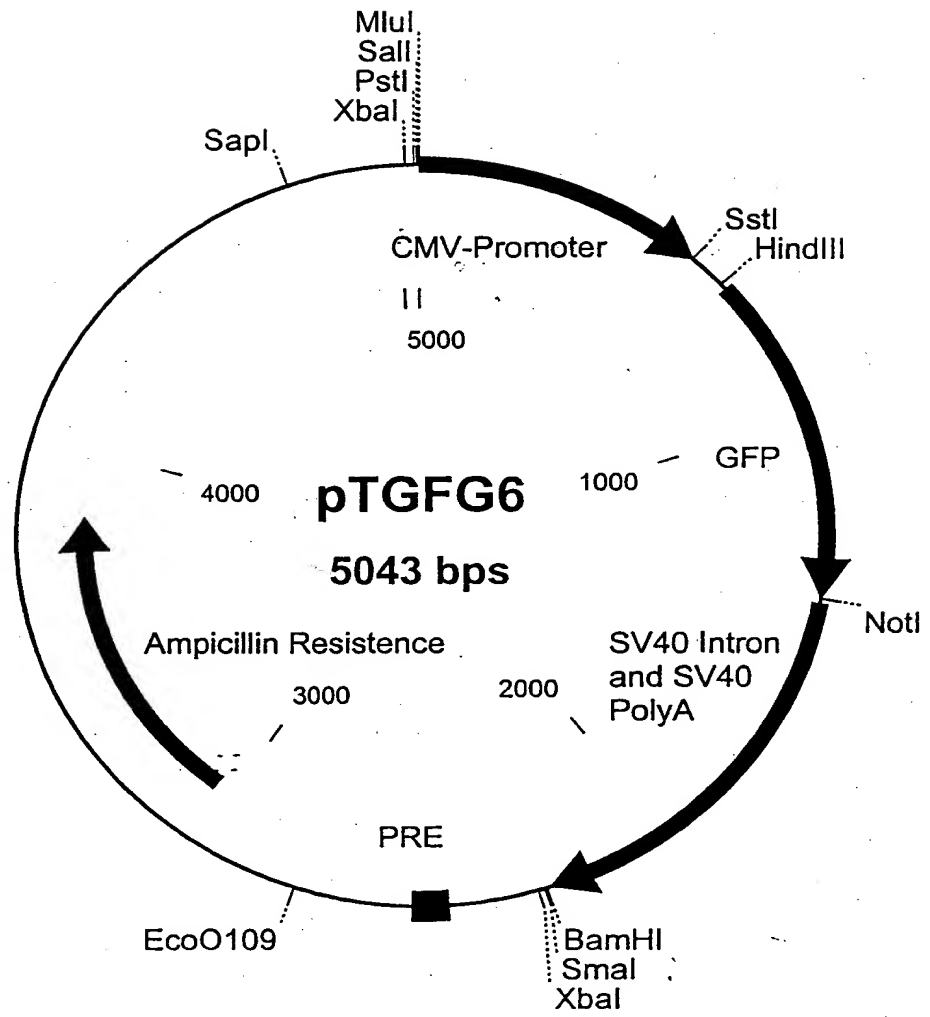 MluI
SalI
PstI
XbaI
SapI
SstI
HindIII
CMV-Promoter
5000
GFP
1000
4000
pTGFG6
5043 bps
NotI
Ampicillin Resistence
SV40 Intron
and SV40
PolyA
3000
2000
PRE
EcoO109
BamHI
SmaI
XbaI